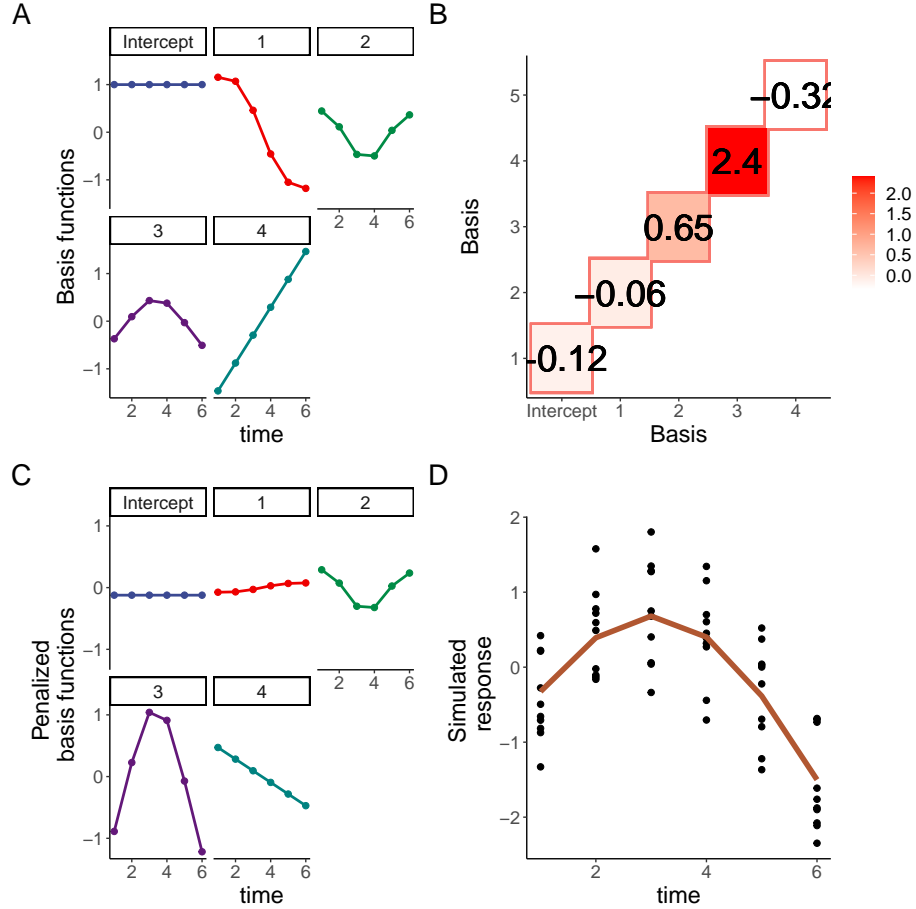 A
Intercept 1 2
1
0
−1
2 4 6
3 4
1
0
−1
2 4 6 2 4 6
time
Basis functions
B
5
4
3
2
1
−0.32
2.4
0.65
−0.06
-0.12
Intercept 1 2 3 4
Basis
Basis
2.0
1.5
1.0
0.5
0.0
C
Intercept 1 2
1
0
−1
2 4 6
3 4
1
0
−1
2 4 6 2 4 6
time
Penalized
basis functions
D
2
1
0
−1
−2
2 4 6
time
Simulated
response